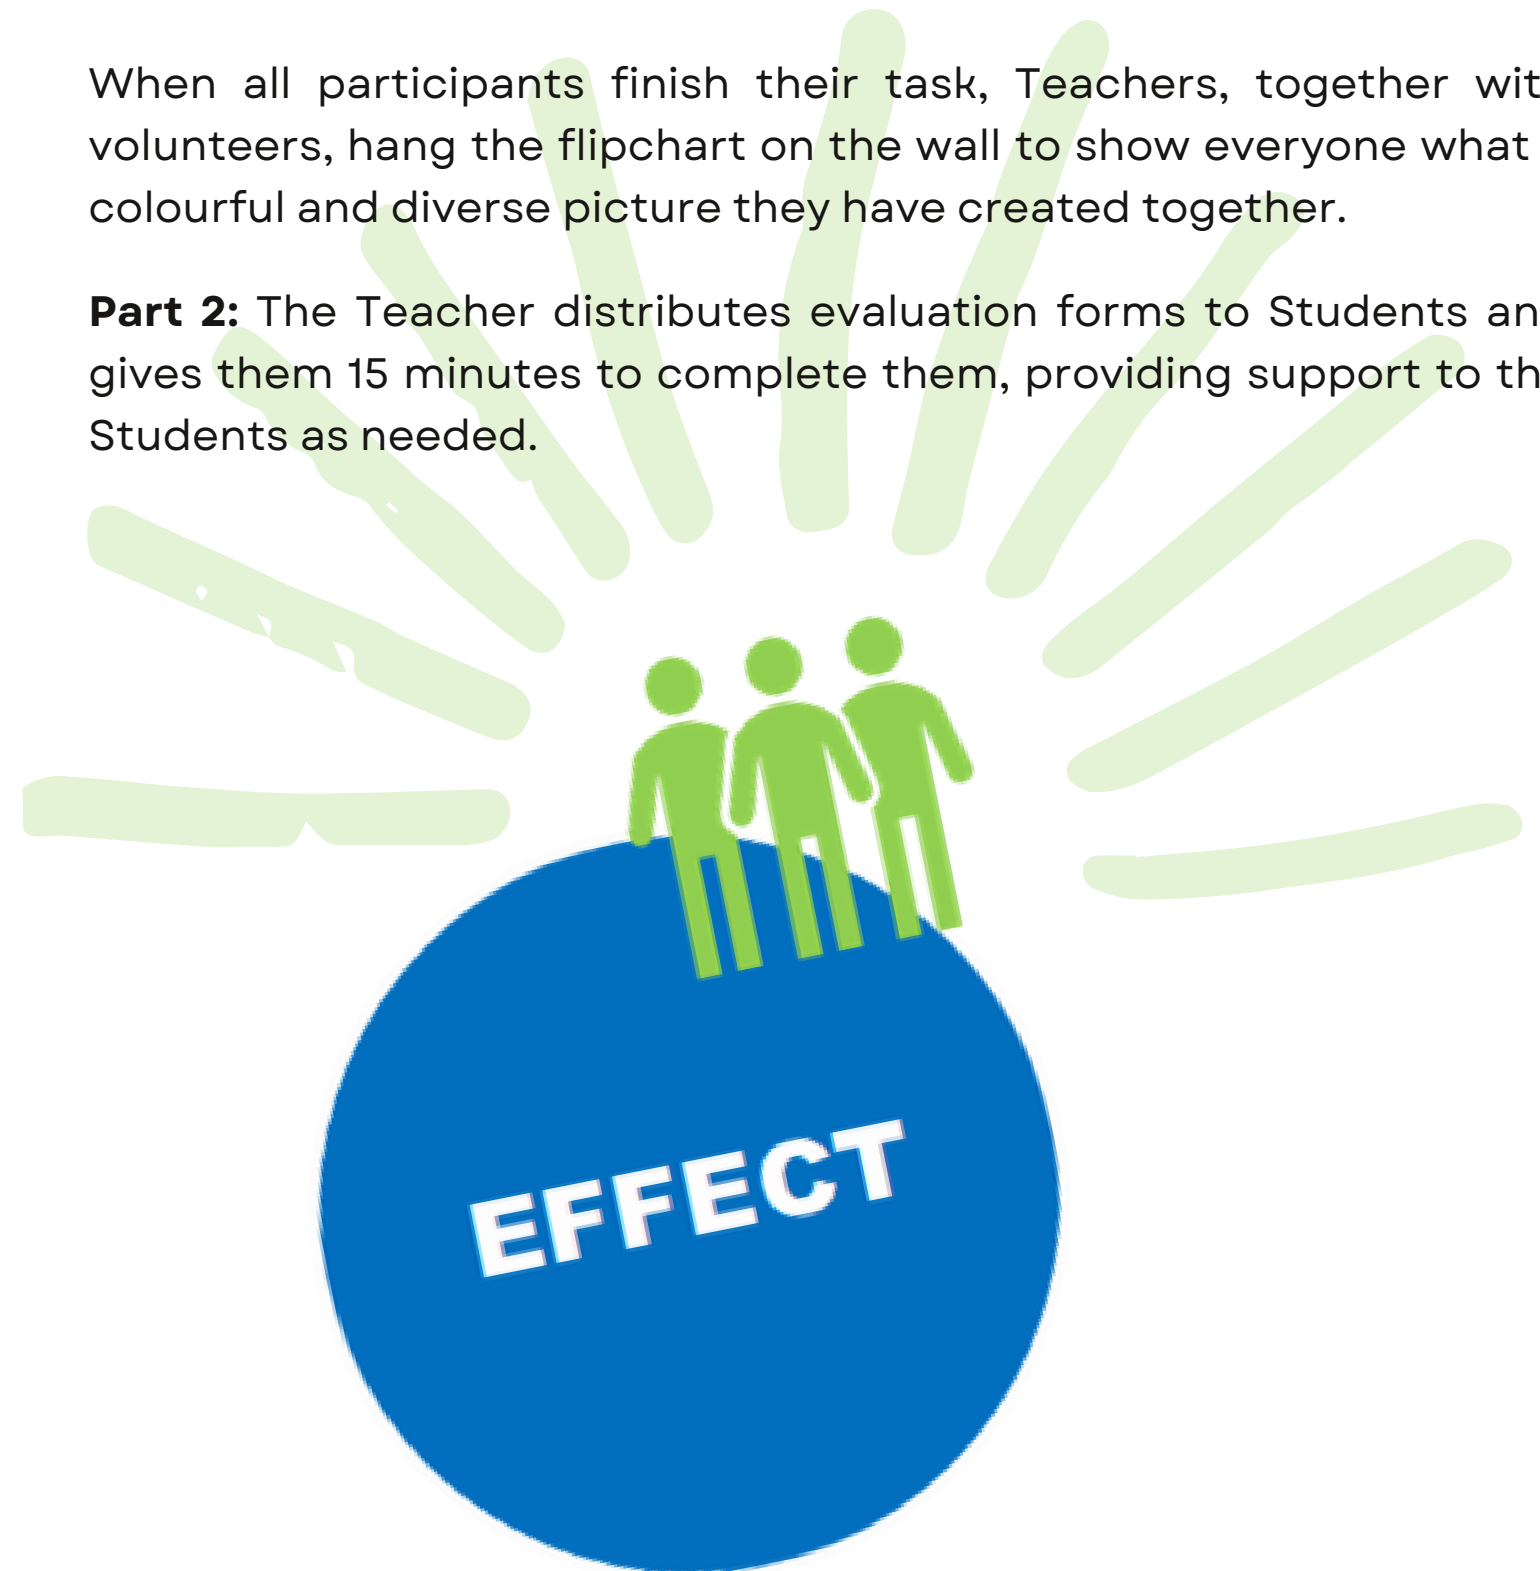 When all participants finish their task, Teachers, together wit
volunteers, hang the flipchart on the wall to show everyone what
colourful and diverse picture they have created together.
Part 2: The Teacher distributes evaluation forms to Students an
gives them 15 minutes to complete them, providing support to th
Students as needed.
EFFECT